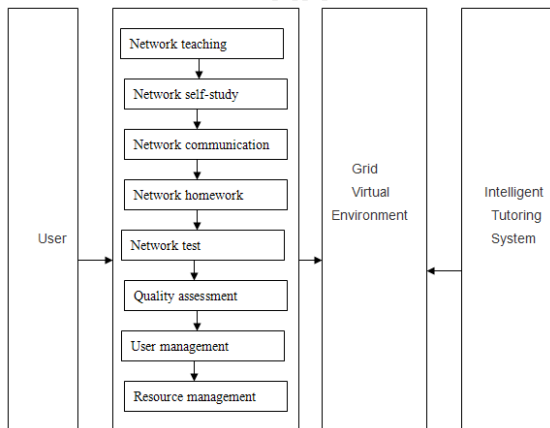 User
Network teaching
Network self-study
Network communication
Network homework
Network test
Quality assessment
User management
Resource management
Grid
Virtual
Environment
Intelligent
Tutoring
System